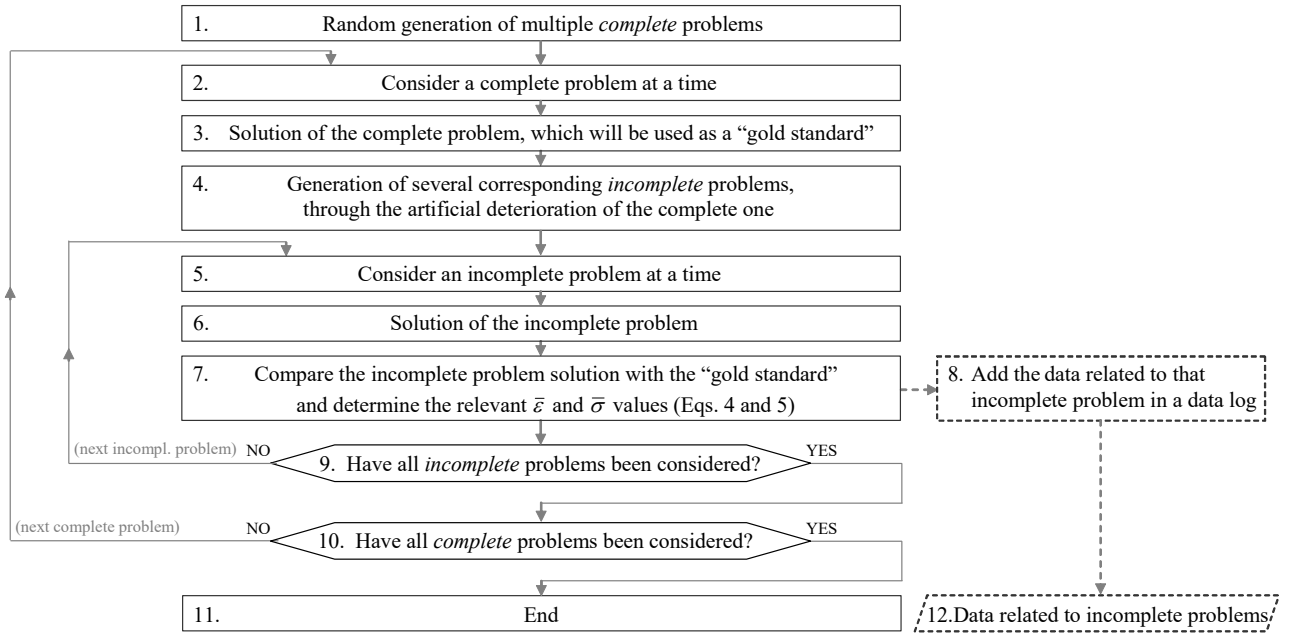 1. Random generation of multiple complete problems
2. Consider a complete problem at a time
3. Solution of the complete problem, which will be used as a “gold standard”
4. Generation of several corresponding incomplete problems,
through the artificial deterioration of the complete one
5. Consider an incomplete problem at a time
6. Solution of the incomplete problem
7. Compare the incomplete problem solution with the “gold standard”
and determine the relevant ε̅ and σ̅ values (Eqs. 4 and 5)
8. Add the data related to that
incomplete problem in a data log
(next incompl. problem) NO
9. Have all incomplete problems been considered?
YES
(next complete problem) NO
10. Have all complete problems been considered?
YES
11. End
12.Data related to incomplete problems